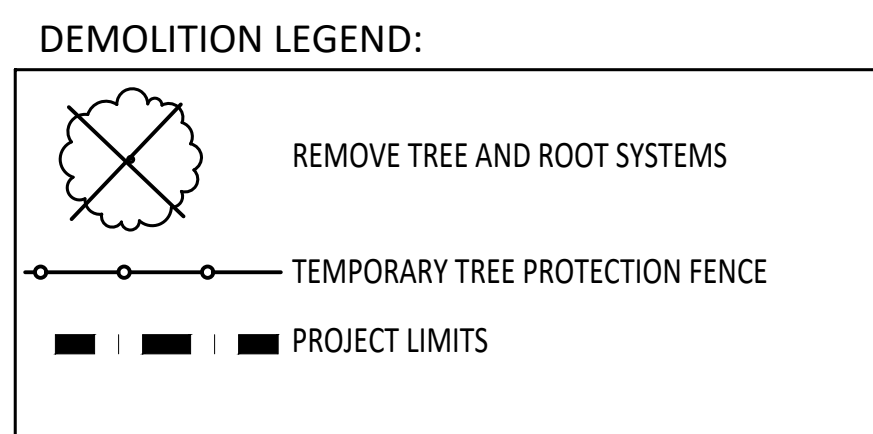 DEMOLITION LEGEND:
REMOVE TREE AND ROOT SYSTEMS
TEMPORARY TREE PROTECTION FENCE
PROJECT LIMITS